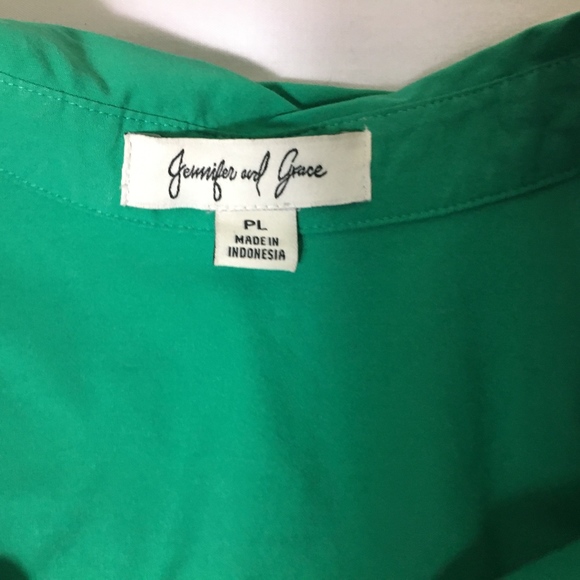 Jennifer and Grace
PL
MADE IN
INDONESIA